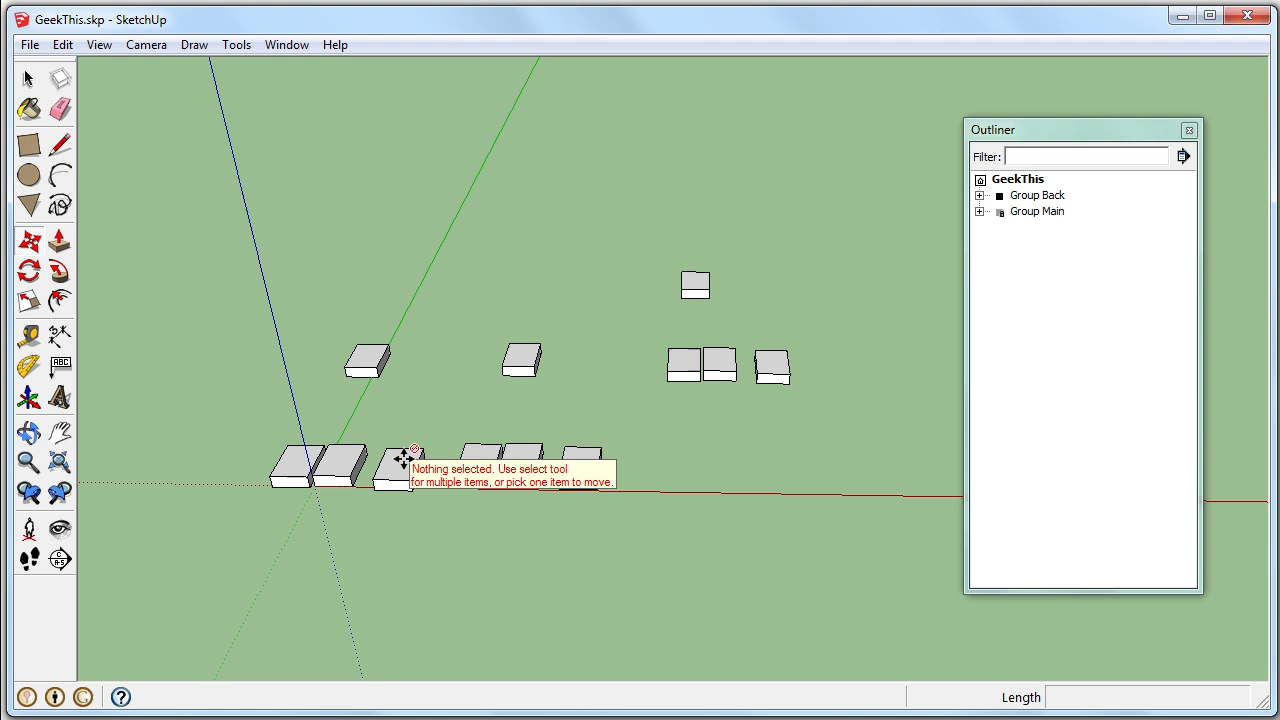 GeekThis.skp - SketchUp
File Edit View Camera Draw Tools Window Help
Outliner
Filter:
GeekThis
Group Back
Group Main
ABC
Nothing selected. Use select tool
for multiple items, or pick one item to move.
Length